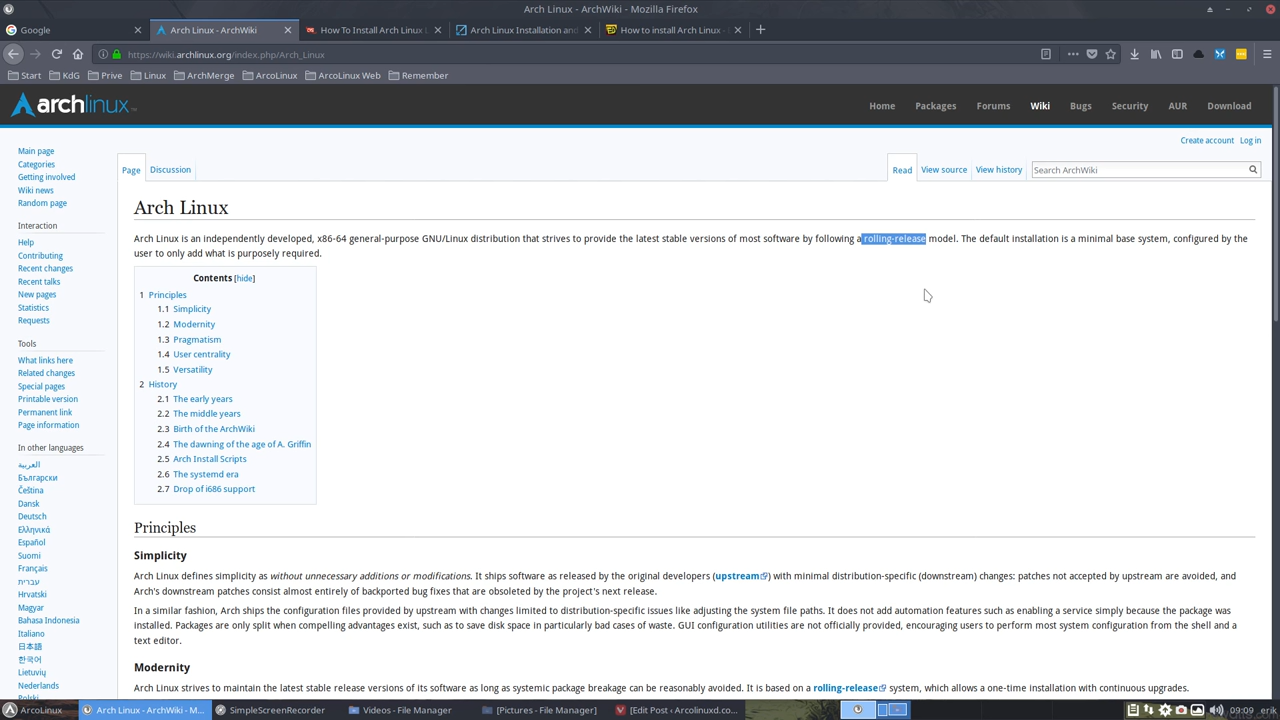 Arch Linux - ArchWiki - Mozilla Firefox
Google
Arch Linux - ArchWiki
How To Install Arch Linux L
Arch Linux Installation and
How to install Arch Linux -
https://wiki.archlinux.org/index.php/Arch_Linux
Start KdG Prive Linux ArchMerge ArcoLinux ArcoLinux Web Remember
archlinux
Home Packages Forums Wiki Bugs Security AUR Download
Create account Log in
Main page
Categories
Getting involved
Wiki news
Random page
Interaction
Help
Contributing
Recent changes
Recent talks
New pages
Statistics
Requests
Tools
What links here
Related changes
Special pages
Printable version
Permanent link
Page information
In other languages
العربية
Български
Čeština
Dansk
Deutsch
Ελληνικά
Español
Suomi
Français
עברית
Hrvatski
Magyar
Bahasa Indonesia
Italiano
日本語
한국어
Lietuvių
Nederlands
Polski
Page Discussion
Read View source View history Search ArchWiki
Arch Linux
Arch Linux is an independently developed, x86-64 general-purpose GNU/Linux distribution that strives to provide the latest stable versions of most software by following a rolling-release model. The default installation is a minimal base system, configured by the
user to only add what is purposely required.
Contents [hide]
1 Principles
1.1 Simplicity
1.2 Modernity
1.3 Pragmatism
1.4 User centrality
1.5 Versatility
2 History
2.1 The early years
2.2 The middle years
2.3 Birth of the ArchWiki
2.4 The dawning of the age of A. Griffin
2.5 Arch Install Scripts
2.6 The systemd era
2.7 Drop of i686 support
Principles
Simplicity
Arch Linux defines simplicity as without unnecessary additions or modifications. It ships software as released by the original developers (upstream) with minimal distribution-specific (downstream) changes: patches not accepted by upstream are avoided, and
Arch's downstream patches consist almost entirely of backported bug fixes that are obsoleted by the project's next release.
In a similar fashion, Arch ships the configuration files provided by upstream with changes limited to distribution-specific issues like adjusting the system file paths. It does not add automation features such as enabling a service simply because the package was
installed. Packages are only split when compelling advantages exist, such as to save disk space in particularly bad cases of waste. GUI configuration utilities are not officially provided, encouraging users to perform most system configuration from the shell and a
text editor.
Modernity
Arch Linux strives to maintain the latest stable release versions of its software as long as systemic package breakage can be reasonably avoided. It is based on a rolling-release system, which allows a one-time installation with continuous upgrades.
ArcoLinux
Arch Linux - ArchWiki - M...
SimpleScreenRecorder
Videos - File Manager
[Pictures - File Manager]
[Edit Post ‹ Arcolinuxd.co...
09:09 erik